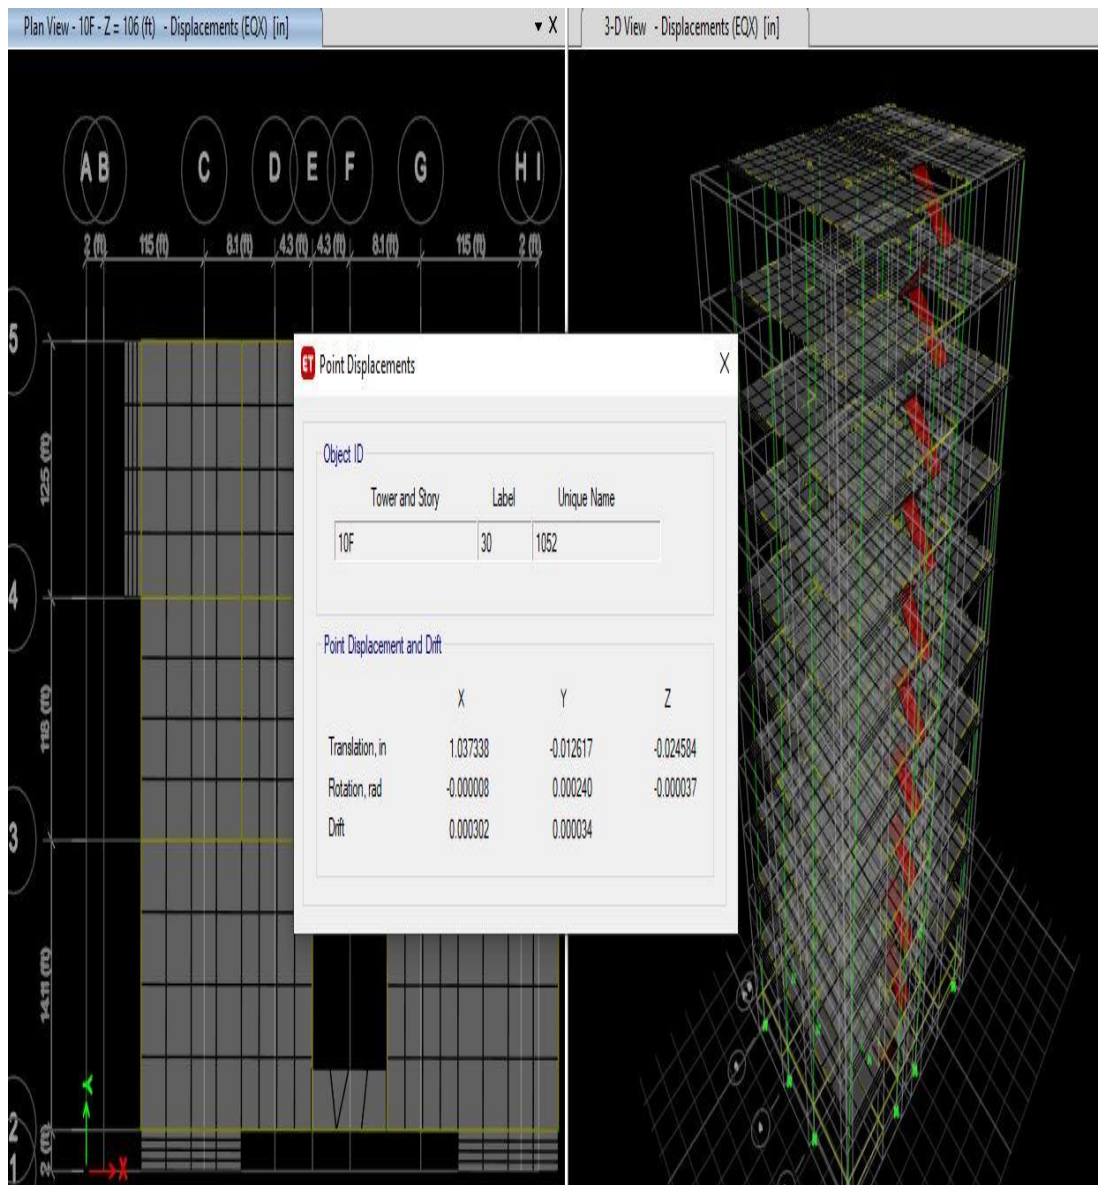 Plan View - 10F - Z = 106 (ft) - Displacements (EQX) [in]
3-D View - Displacements (EQX) [in]
A B C D E F G H I
2 (ft) 115 (ft) 8.1 (ft) 4.3 (ft) 4.3 (ft) 8.1 (ft) 115 (ft) 2 (ft)
5
125 (ft)
4
118 (ft)
3
14.11 (ft)
2
2 (ft)
1
Y
X
ET Point Displacements
Object ID
Tower and Story Label Unique Name
10F 30 1052
Point Displacement and Drift
X Y Z
Translation, in 1.037338 -0.012617 -0.024584
Rotation, rad -0.000008 0.000240 -0.000037
Drift 0.000302 0.000034